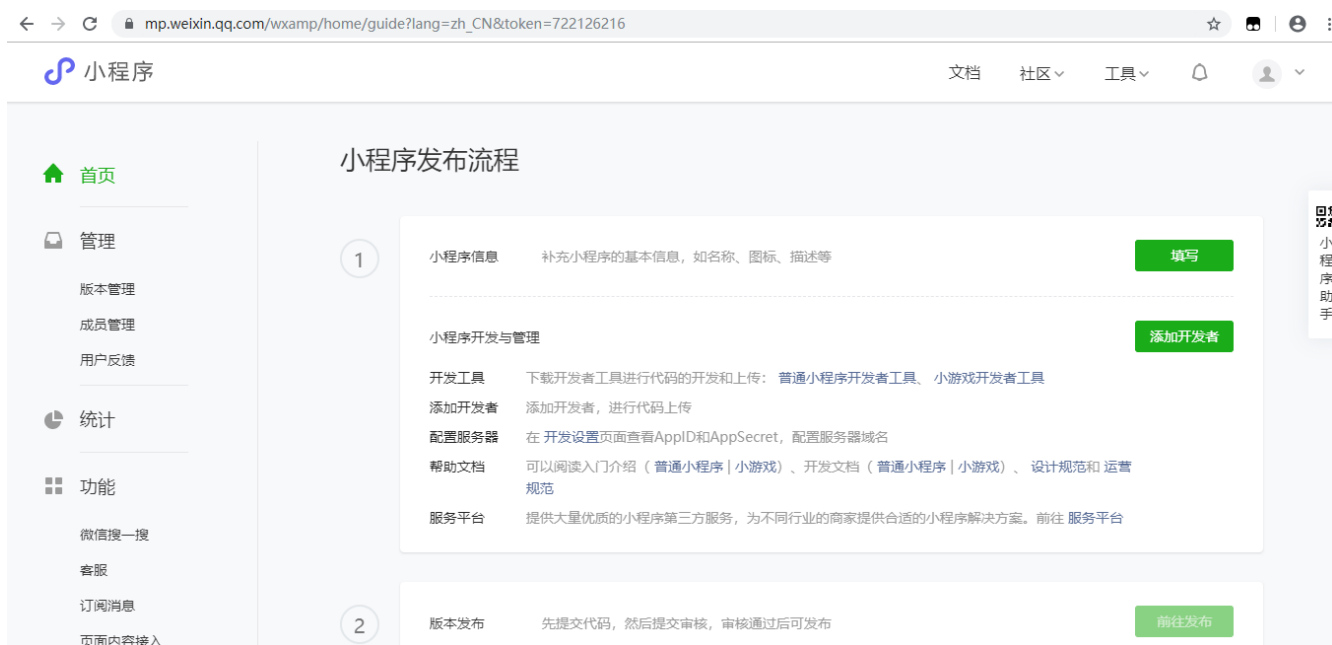 mp.weixin.qq.com/wxamp/home/guide?lang=zh_CN&token=722126216
小程序
文档 社区 工具
首页
管理
版本管理
成员管理
用户反馈
统计
功能
微信搜一搜
客服
订阅消息
页面内容接入
小程序发布流程
1
小程序信息 补充小程序的基本信息，如名称、图标、描述等 填写
小程序开发与管理 添加开发者
开发工具 下载开发者工具进行代码的开发和上传： 普通小程序开发者工具、 小游戏开发者工具
添加开发者 添加开发者，进行代码上传
配置服务器 在 开发设置页面查看AppID和AppSecret，配置服务器域名
帮助文档 可以阅读入门介绍（ 普通小程序 | 小游戏）、开发文档（ 普通小程序 | 小游戏）、 设计规范和 运营
规范
服务平台 提供大量优质的小程序第三方服务，为不同行业的商家提供合适的小程序解决方案。前往 服务平台
2
版本发布 先提交代码，然后提交审核，审核通过后可发布 前往发布
小
程
序
助
手